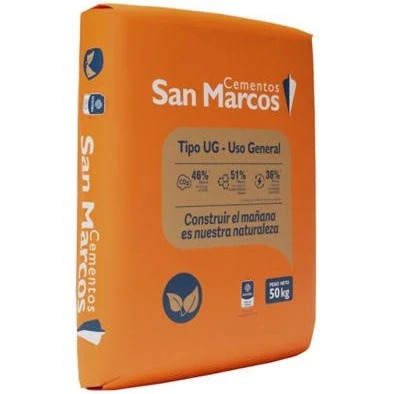 Cementos
San Marcos
Tipo UG - Uso General
CO2
46%
51%
36%
Construir el mañana
es nuestra naturaleza
PESO NETO
50 kg
Cementos
San Marcos